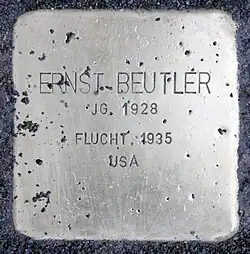 ERNST BEUTLER
JG. 1928
FLUCHT 1935
USA